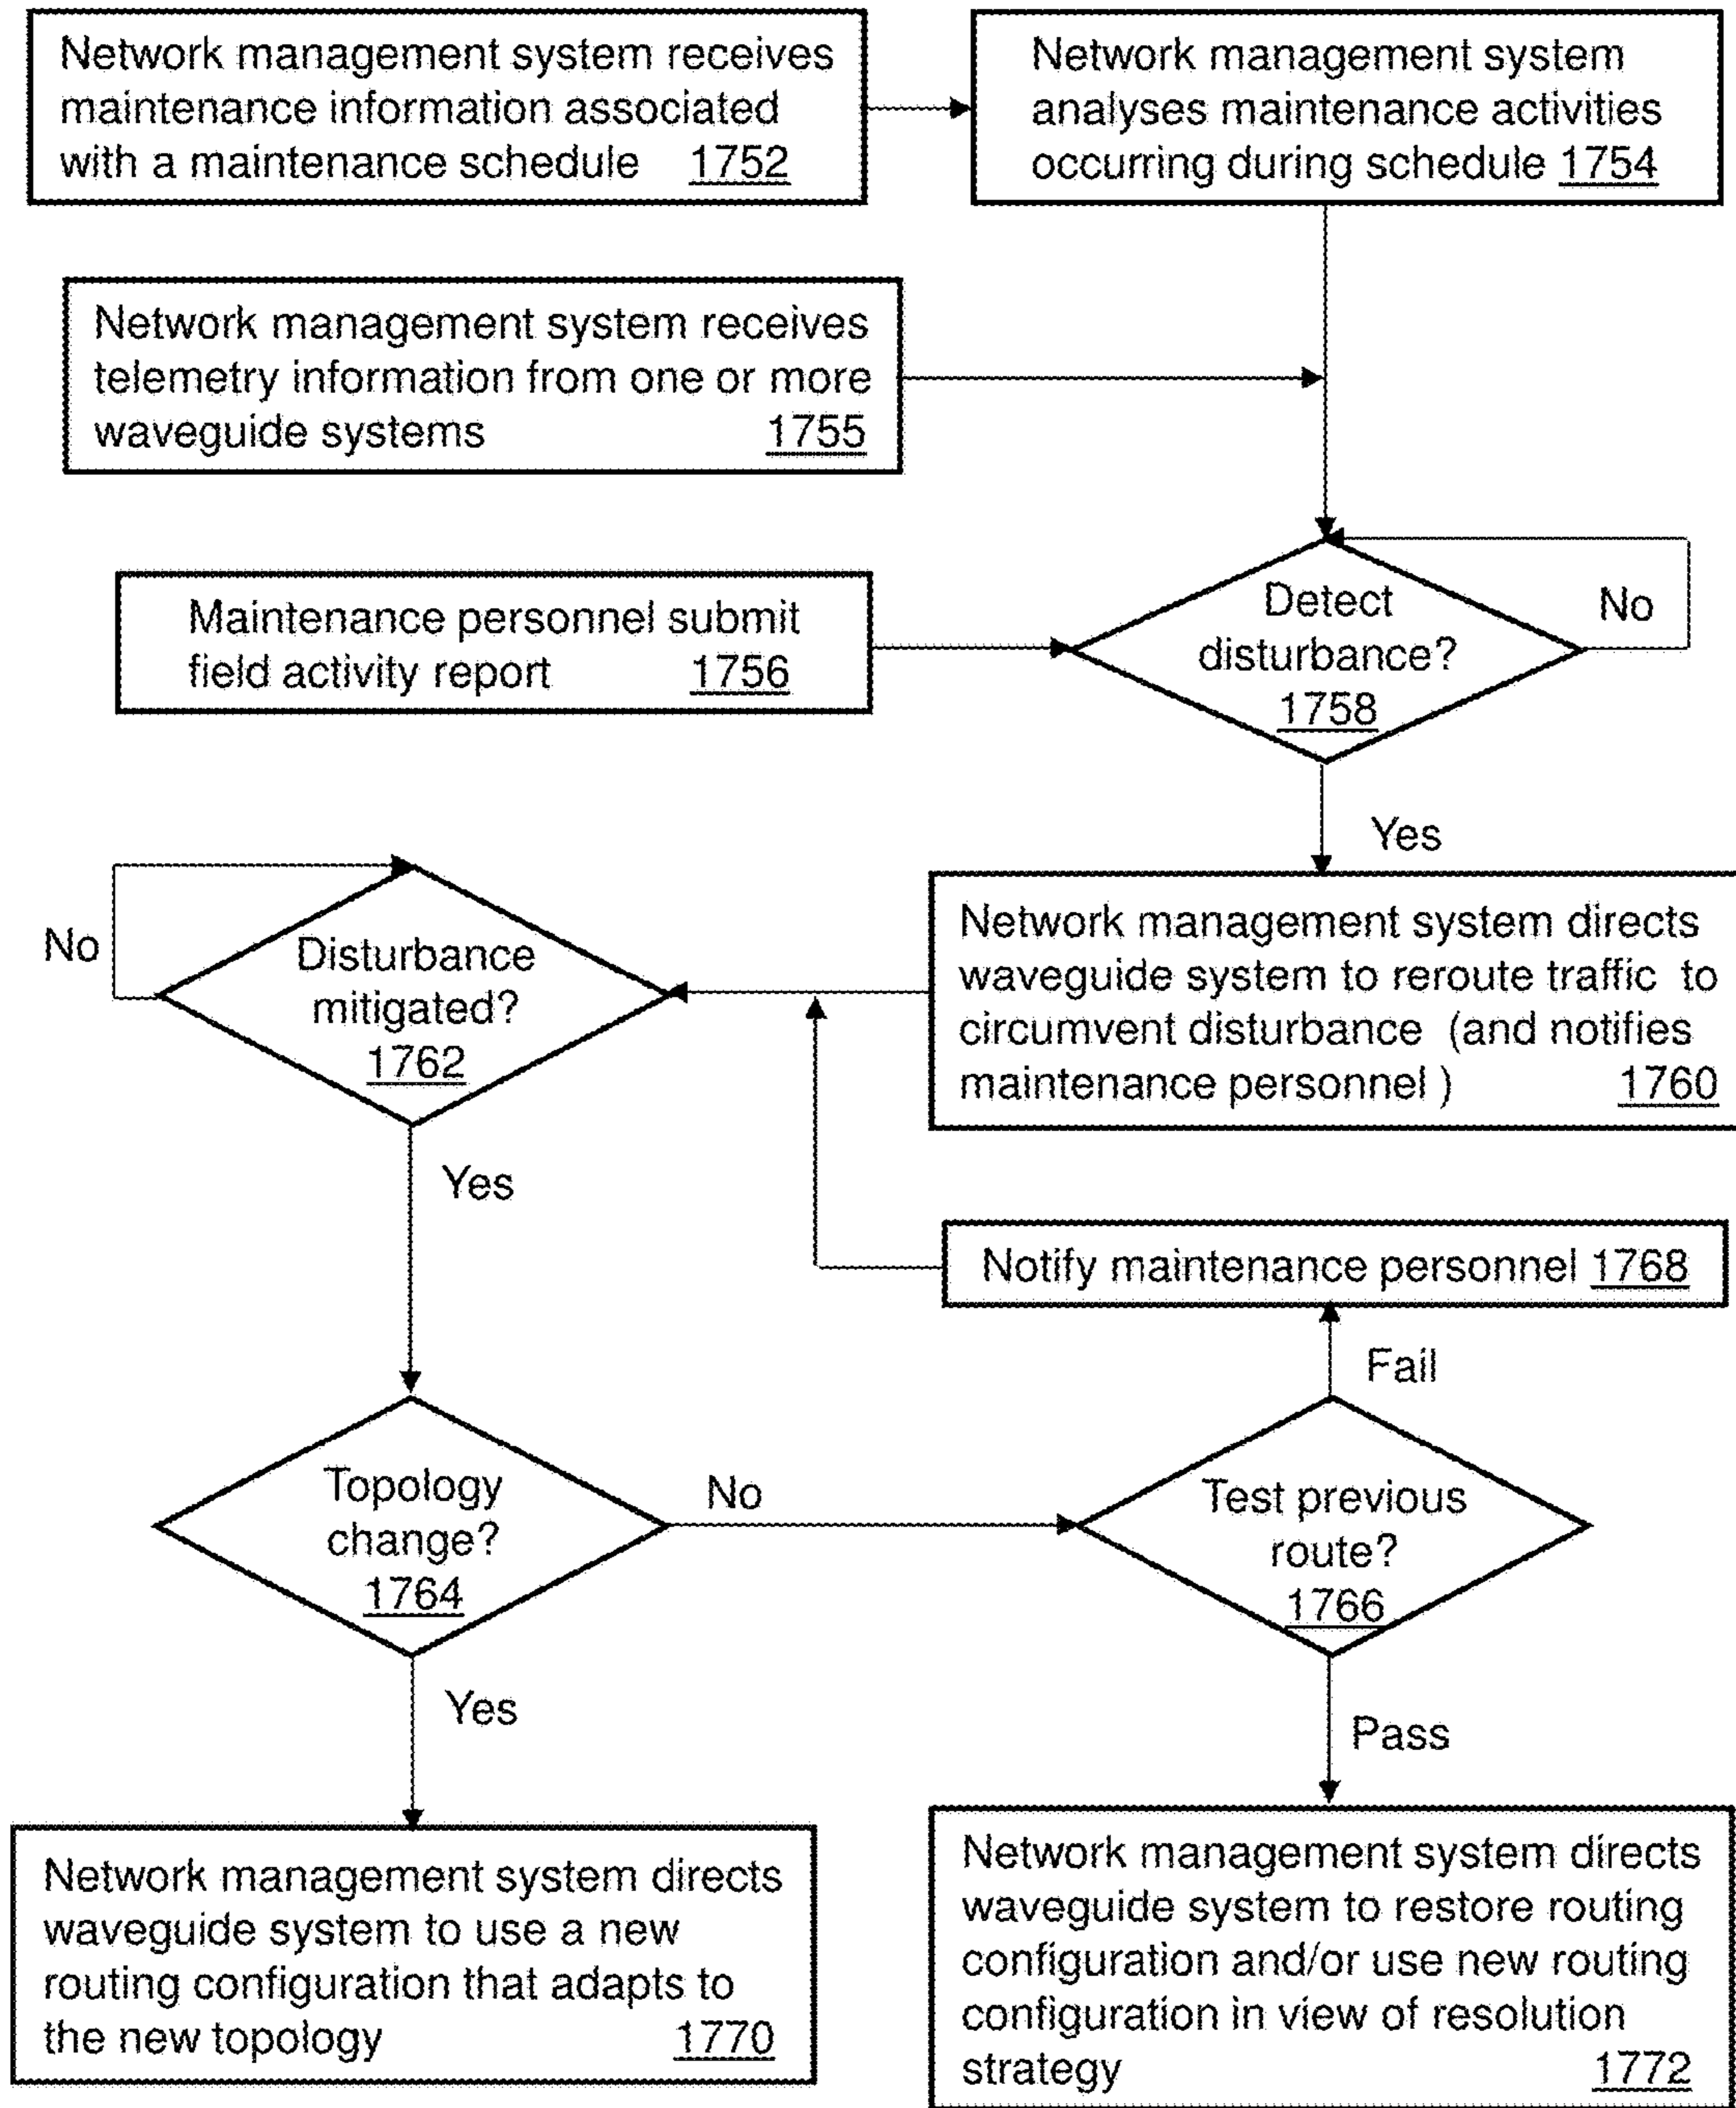 Network management system receives
maintenance information associated
with a maintenance schedule 1752
Network management system
analyses maintenance activities
occurring during schedule 1754
Network management system receives
telemetry information from one or more
waveguide systems 1755
Maintenance personnel submit
field activity report 1756
Detect
disturbance?
1758
No
Yes
Network management system directs
waveguide system to reroute traffic to
circumvent disturbance (and notifies
maintenance personnel ) 1760
No
Disturbance
mitigated?
1762
Yes
Notify maintenance personnel 1768
Fail
Topology
change?
1764
No
Test previous
route?
1766
Yes
Pass
Network management system directs
waveguide system to use a new
routing configuration that adapts to
the new topology 1770
Network management system directs
waveguide system to restore routing
configuration and/or use new routing
configuration in view of resolution
strategy 1772